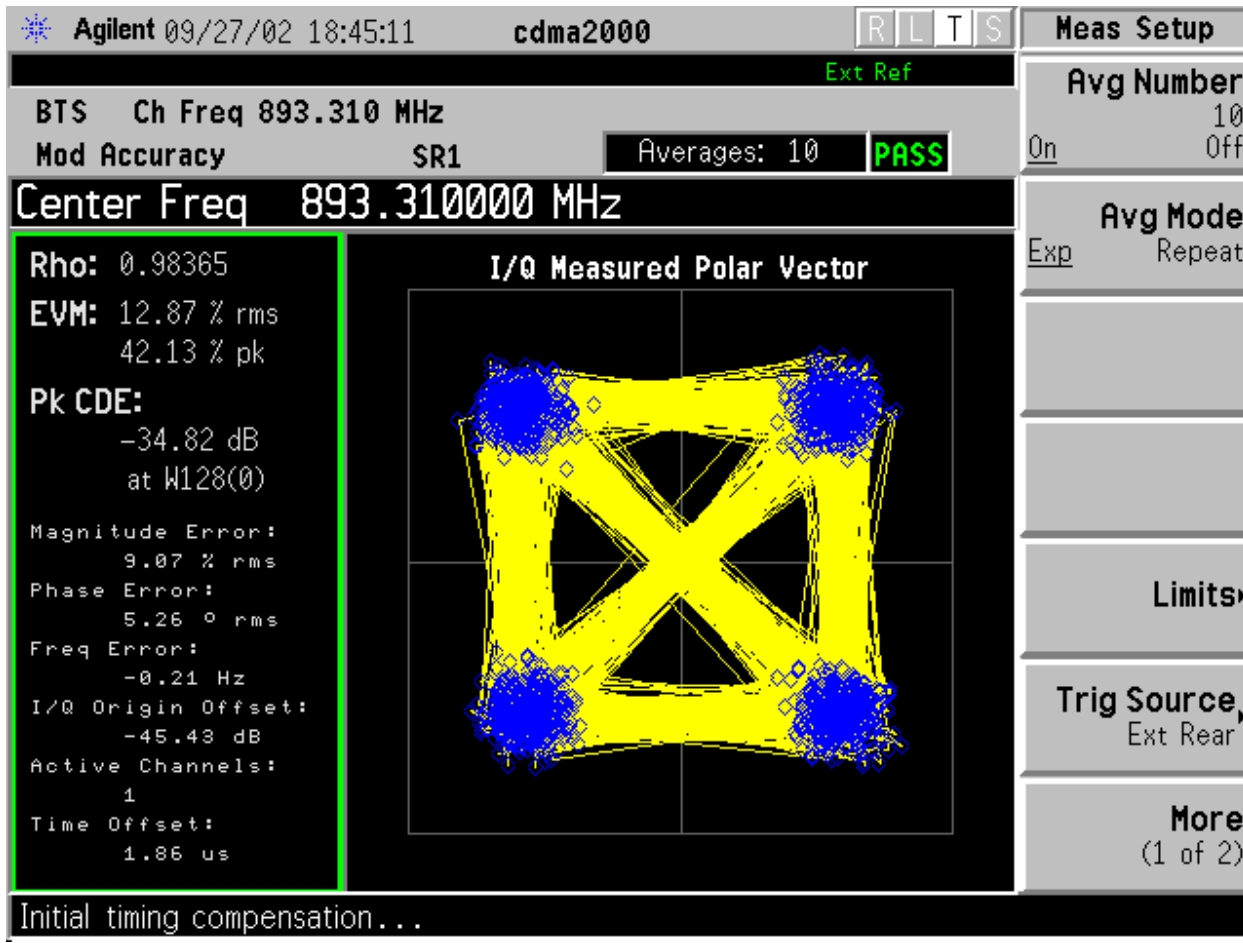 Agilent 09/27/02 18:45:11 cdma2000 R L T S
Ext Ref
BTS Ch Freq 893.310 MHz
Mod Accuracy SR1 Averages: 10 PASS
Center Freq 893.310000 MHz
Rho: 0.98365
EVM: 12.87 % rms
42.13 % pk
Pk CDE:
-34.82 dB
at W128(0)
Magnitude Error:
9.07 % rms
Phase Error:
5.26 º rms
Freq Error:
-0.21 Hz
I/Q Origin Offset:
-45.43 dB
Active Channels:
1
Time Offset:
1.86 us
I/Q Measured Polar Vector
Initial timing compensation...
Meas Setup
Avg Number
10
On Off
Avg Mode
Exp Repeat
Limits
Trig Source
Ext Rear
More
(1 of 2)